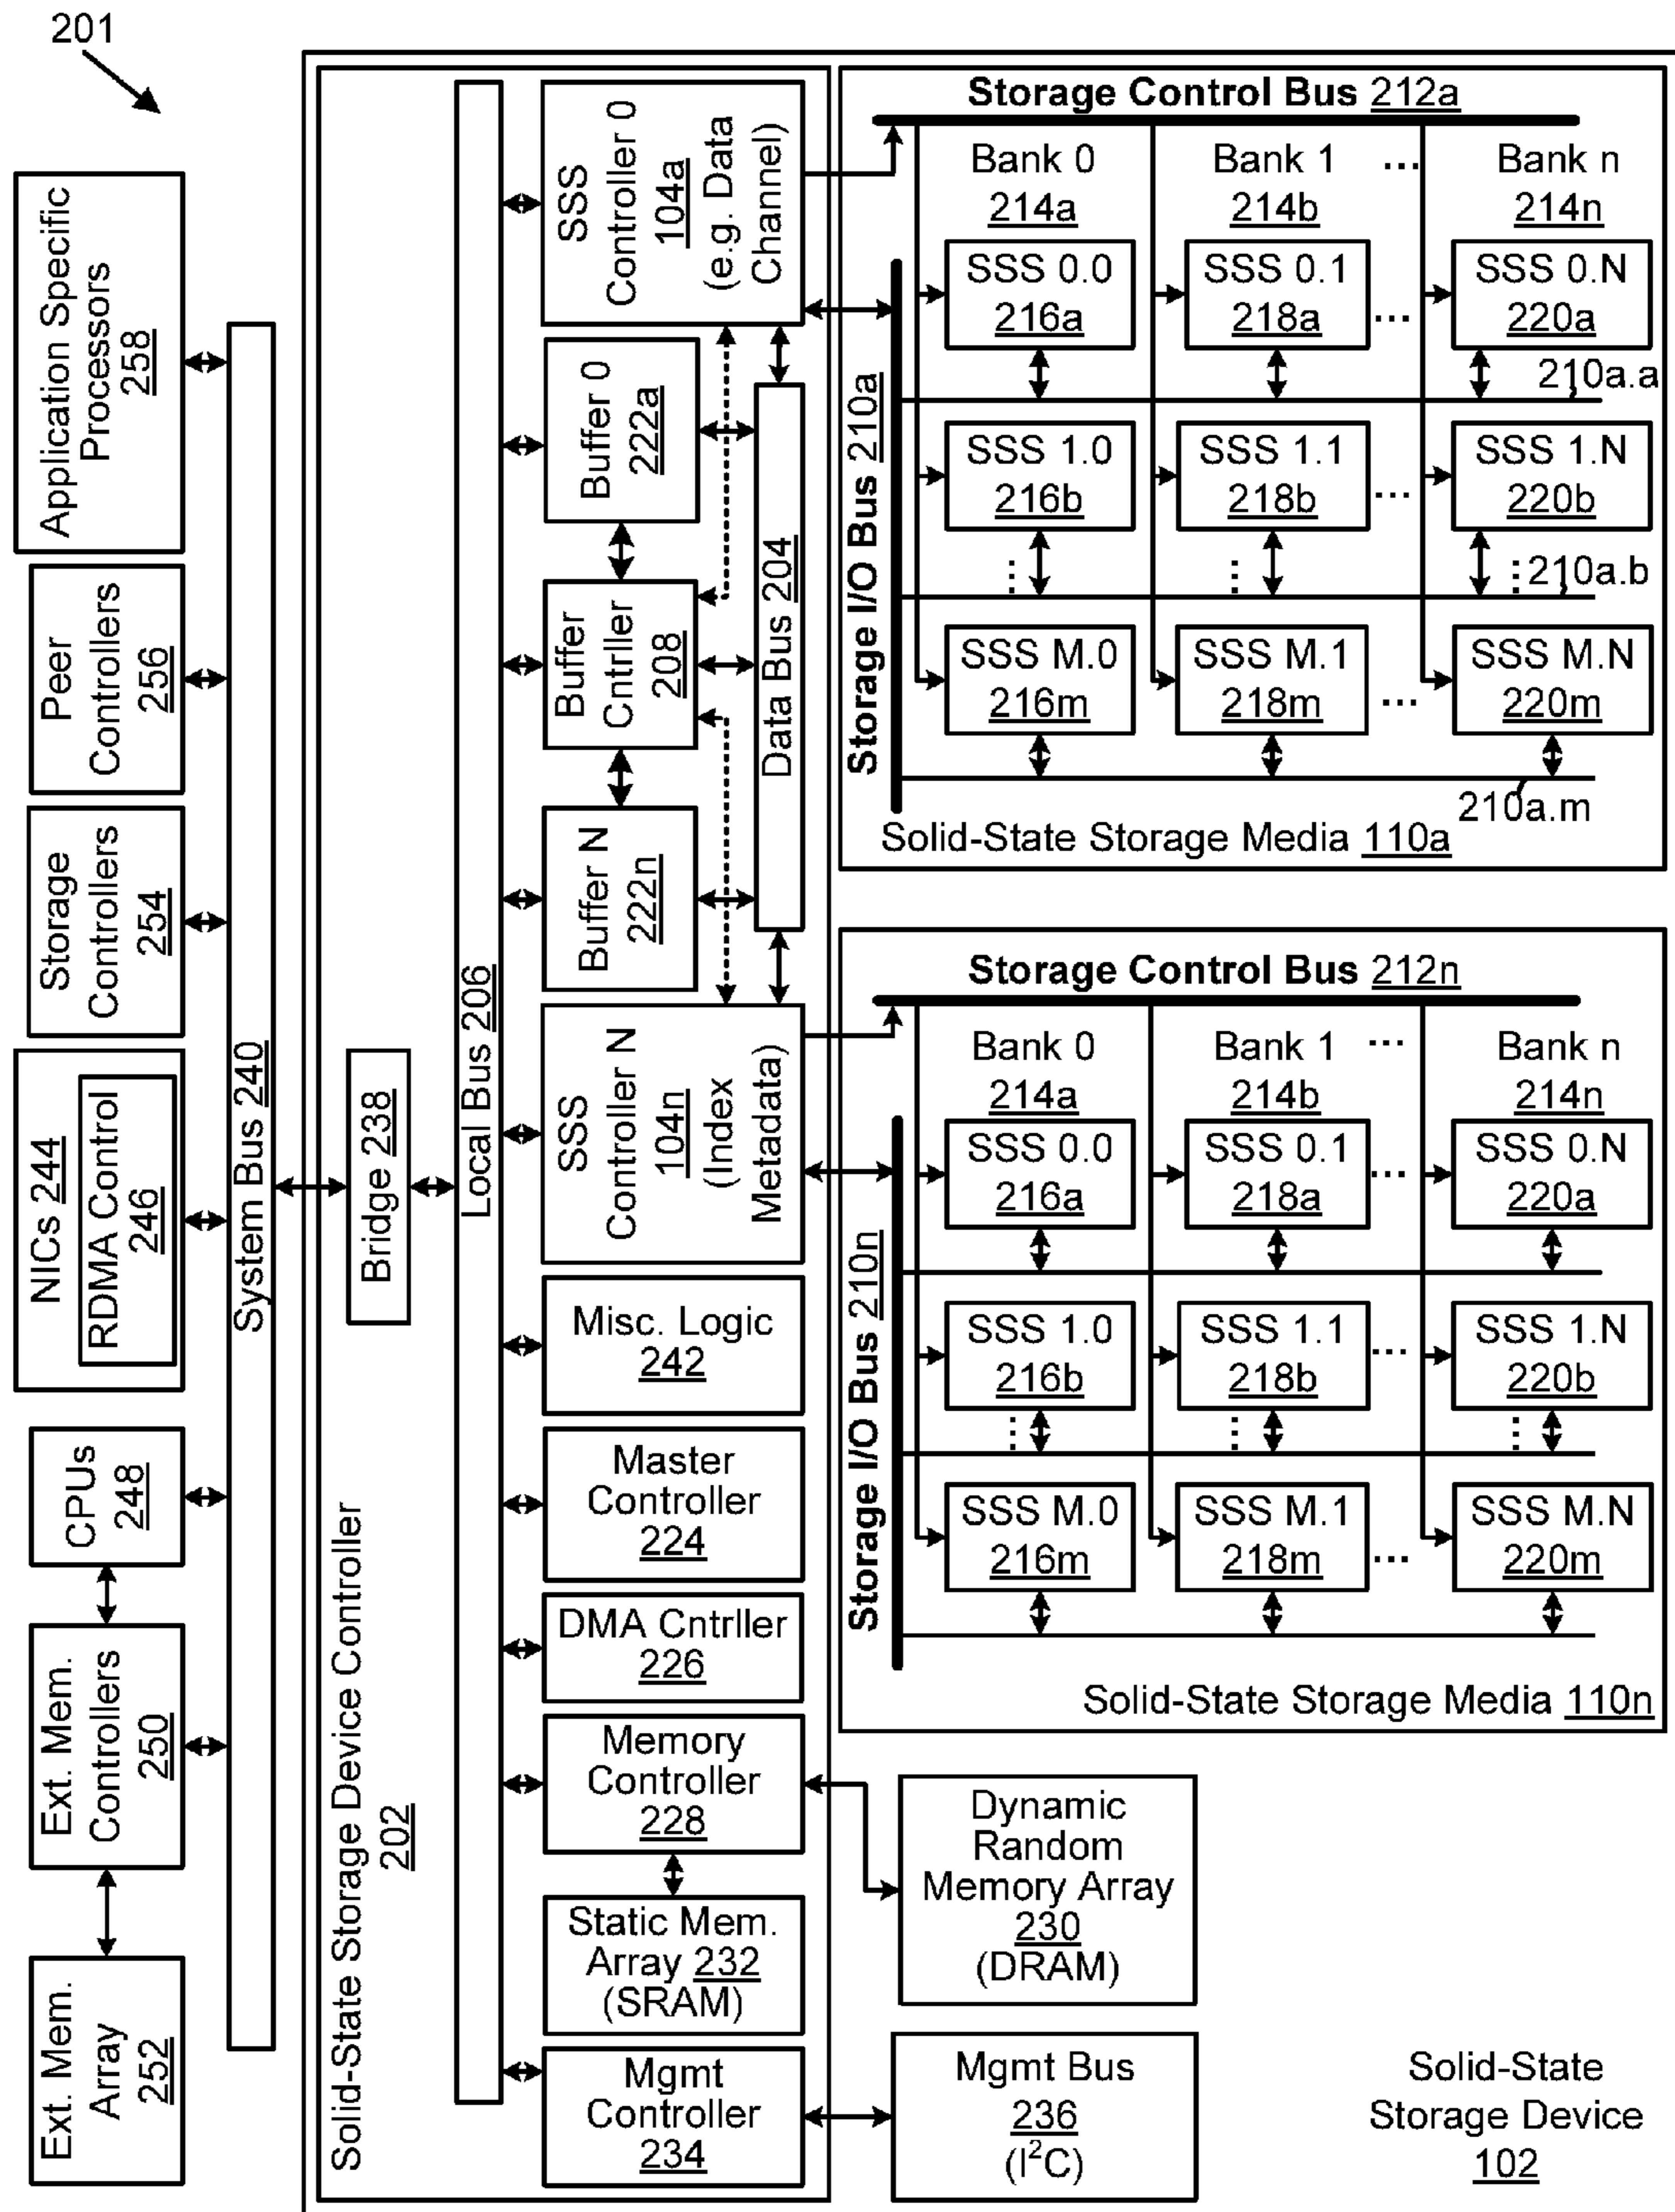 201
Application Specific
Processors
258
Peer
Controllers
256
Storage
Controllers
254
NICs 244
RDMA Control
246
CPUs
248
Ext. Mem.
Controllers
250
Ext. Mem.
Array
252
System Bus 240
Solid-State Storage Device Controller
202
Bridge 238
Local Bus 206
SSS
Controller 0
104a
(e.g. Data
Channel)
Buffer 0
222a
Buffer
Cntrller
208
Buffer N
222n
Data Bus 204
SSS
Controller N
104n
(Index
Metadata)
Misc. Logic
242
Master
Controller
224
DMA Cntrller
226
Memory
Controller
228
Static Mem.
Array 232
(SRAM)
Mgmt
Controller
234
Storage Control Bus 212a
Bank 0
214a
Bank 1
214b
...
Bank n
214n
Storage I/O Bus 210a
SSS 0.0
216a
SSS 0.1
218a
...
SSS 0.N
220a
210a.a
SSS 1.0
216b
SSS 1.1
218b
...
SSS 1.N
220b
...
...
...
210a.b
SSS M.0
216m
SSS M.1
218m
...
SSS M.N
220m
210a.m
Solid-State Storage Media 110a
Storage Control Bus 212n
Bank 0
214a
Bank 1
214b
...
Bank n
214n
Storage I/O Bus 210n
SSS 0.0
216a
SSS 0.1
218a
...
SSS 0.N
220a
SSS 1.0
216b
SSS 1.1
218b
...
SSS 1.N
220b
...
...
...
SSS M.0
216m
SSS M.1
218m
...
SSS M.N
220m
Solid-State Storage Media 110n
Dynamic
Random
Memory Array
230
(DRAM)
Mgmt Bus
236
(I²C)
Solid-State
Storage Device
102